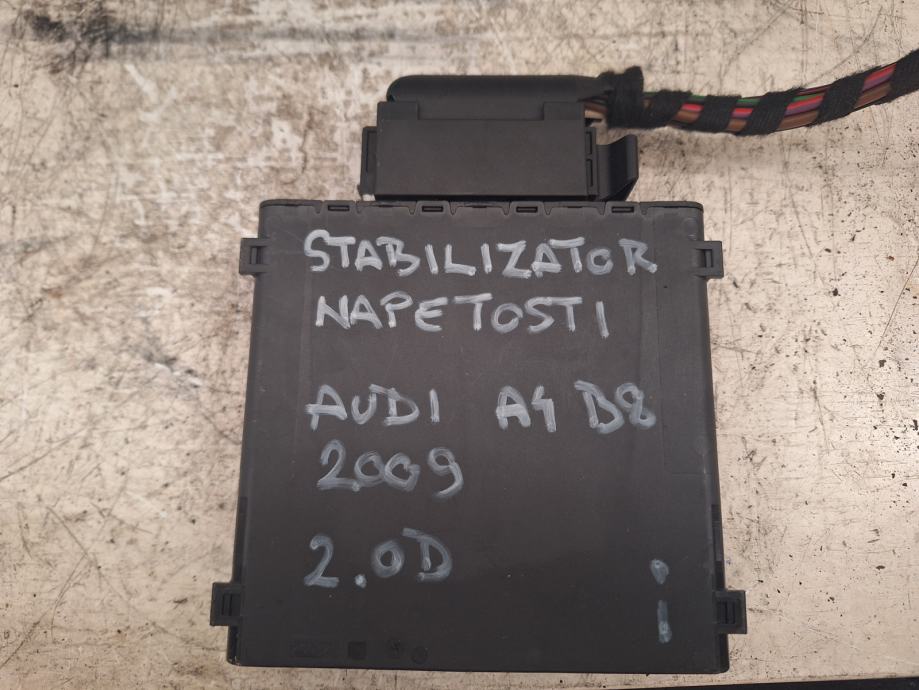 STABILIZATOR
NAPETOSTI
AUDI A4 B8
2009
2.0D